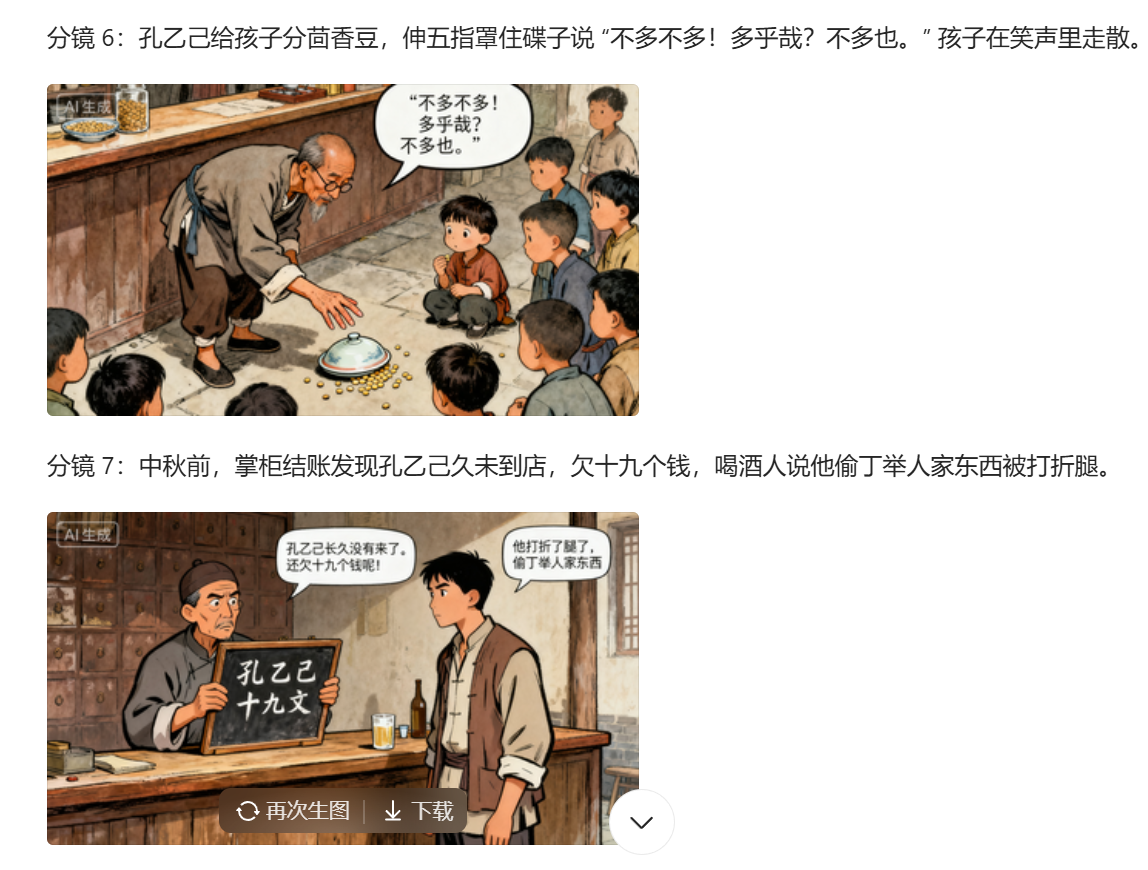 分镜 6：孔乙己给孩子分茴香豆，伸五指罩住碟子说 “不多不多！多乎哉？不多也。” 孩子在笑声里走散。
AI 生成
“不多不多！
多乎哉？
不多也。”
分镜 7：中秋前，掌柜结账发现孔乙己久未到店，欠十九个钱，喝酒人说他偷丁举人家东西被打折腿。
AI 生成
孔乙己长久没有来了。
还欠十九个钱呢！
他打折了腿了，
偷丁举人家东西
孔乙己
十九文
再次生图
下载